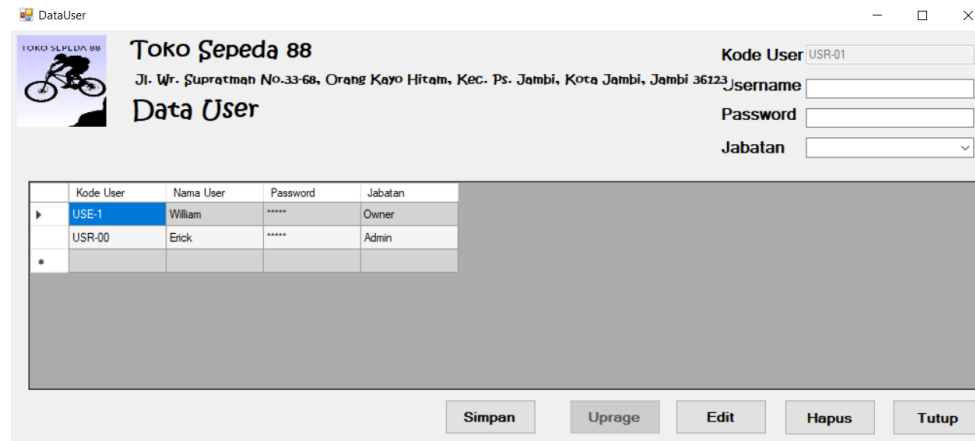 DataUser
TOKO SEPEDA 88
Toko Sepeda 88
Jl. Wr. Supratman No.33-68, Orang Kayo Hitam, Kec. Ps. Jambi, Kota Jambi, Jambi 36123
Data User
Kode User USR-01
Username
Password
Jabatan
Kode User Nama User Password Jabatan
USE-1 William ***** Owner
USR-00 Erick ***** Admin
Simpan Uprage Edit Hapus Tutup